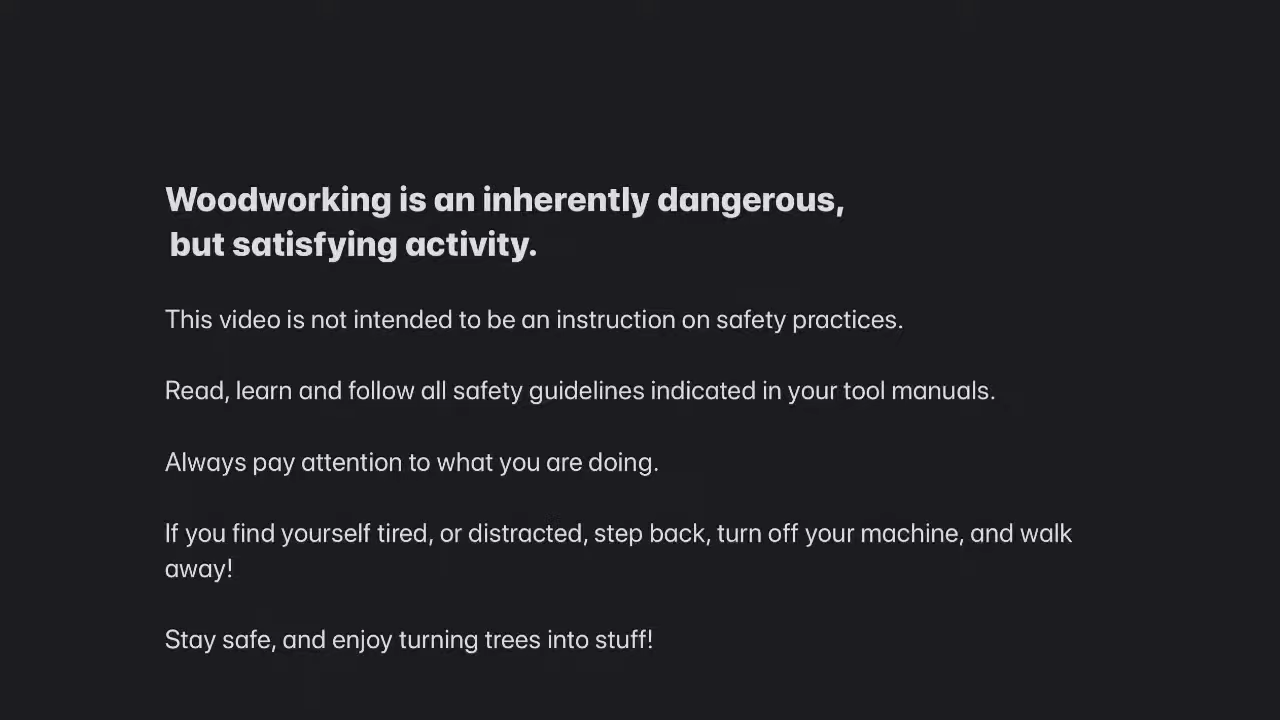 Woodworking is an inherently dangerous,
but satisfying activity.
This video is not intended to be an instruction on safety practices.
Read, learn and follow all safety guidelines indicated in your tool manuals.
Always pay attention to what you are doing.
If you find yourself tired, or distracted, step back, turn off your machine, and walk
away!
Stay safe, and enjoy turning trees into stuff!